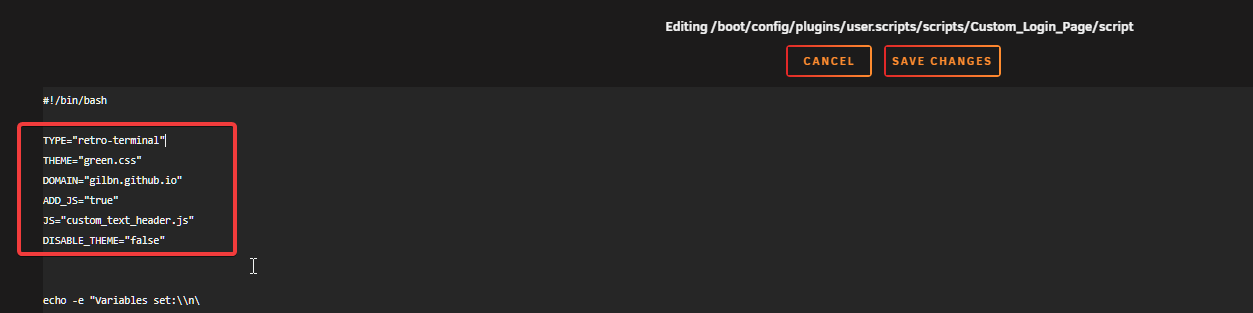 Editing /boot/config/plugins/user.scripts/scripts/Custom_Login_Page/script
CANCEL SAVE CHANGES
#!/bin/bash
TYPE="retro-terminal"
THEME="green.css"
DOMAIN="gilbn.github.io"
ADD_JS="true"
JS="custom_text_header.js"
DISABLE_THEME="false"
echo -e "Variables set:\\n\